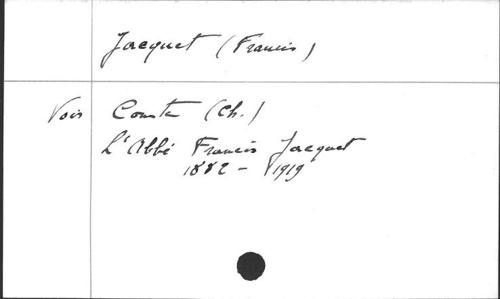 Jacquet (Francis)
Voir Comte (Ch.)
L'Abbé Francis Jacquet
1882 - 1919